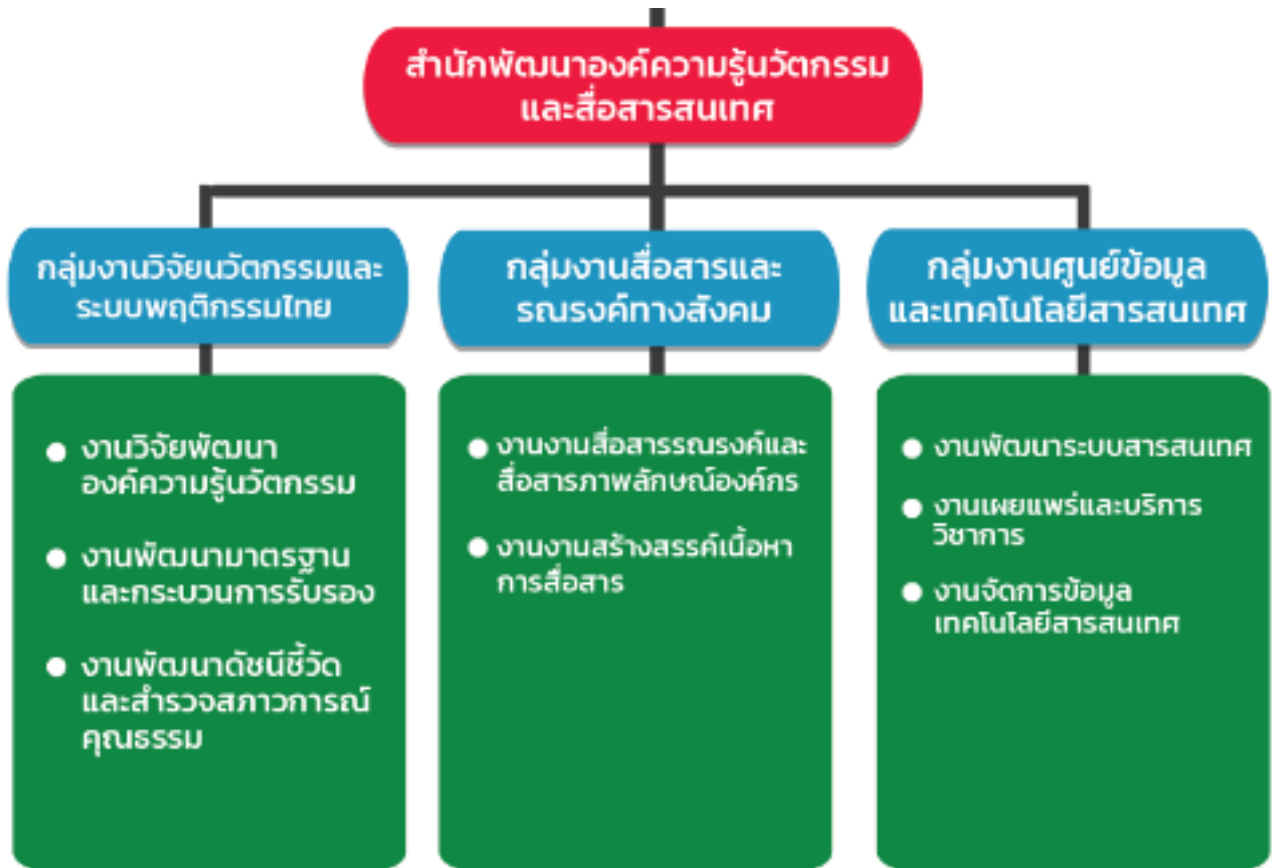 สำนักพัฒนาองค์ความรู้นวัตกรรม
และสื่อสารสนเทศ
กลุ่มงานวิจัยนวัตกรรมและ
ระบบพฤติกรรมไทย
● งานวิจัยพัฒนา
องค์ความรู้นวัตกรรม
● งานพัฒนามาตรฐาน
และกระบวนการรับรอง
● งานพัฒนาดัชนีชี้วัด
และสำรวจสภาวการณ์
คุณธรรม
กลุ่มงานสื่อสารและ
รณรงค์ทางสังคม
● งานงานสื่อสารรณรงค์และ
สื่อสารภาพลักษณ์องค์กร
● งานงานสร้างสรรค์เนื้อหา
การสื่อสาร
กลุ่มงานศูนย์ข้อมูล
และเทคโนโลยีสารสนเทศ
● งานพัฒนาระบบสารสนเทศ
● งานเผยแพร่และบริการ
วิชาการ
● งานจัดการข้อมูล
เทคโนโลยีสารสนเทศ